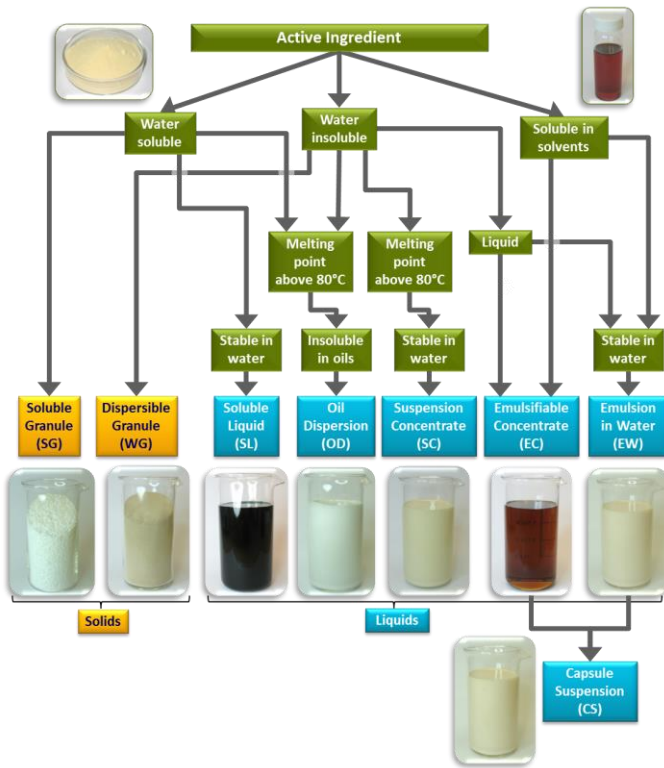 Active Ingredient
Water
soluble
Water
insoluble
Soluble in
solvents
Melting
point
above 80°C
Melting
point
above 80°C
Liquid
Stable in
water
Insoluble
in oils
Stable in
water
Stable in
water
Soluble
Granule
(SG)
Dispersible
Granule
(WG)
Soluble
Liquid
(SL)
Oil
Dispersion
(OD)
Suspension
Concentrate
(SC)
Emulsifiable
Concentrate
(EC)
Emulsion
in Water
(EW)
Solids
Liquids
Capsule
Suspension
(CS)